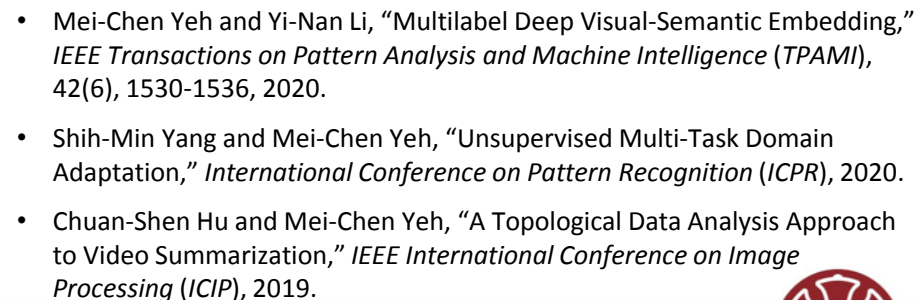 • Mei-Chen Yeh and Yi-Nan Li, “Multilabel Deep Visual-Semantic Embedding,”
IEEE Transactions on Pattern Analysis and Machine Intelligence (TPAMI),
42(6), 1530-1536, 2020.
• Shih-Min Yang and Mei-Chen Yeh, “Unsupervised Multi-Task Domain
Adaptation,” International Conference on Pattern Recognition (ICPR), 2020.
• Chuan-Shen Hu and Mei-Chen Yeh, “A Topological Data Analysis Approach
to Video Summarization,” IEEE International Conference on Image
Processing (ICIP), 2019.